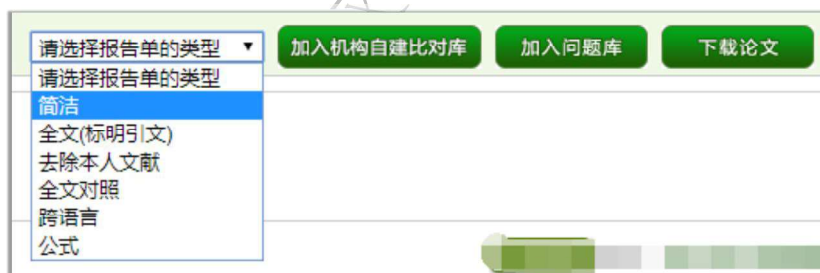 请选择报告单的类型 加入机构自建比对库 加入问题库 下载论文
请选择报告单的类型
简洁
全文(标明引文)
去除本人文献
全文对照
跨语言
公式